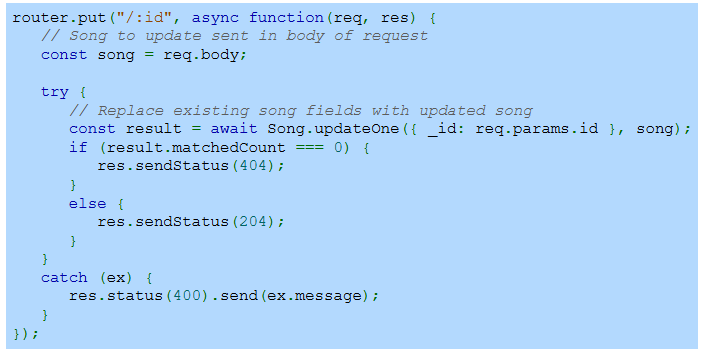 router.put("/:id", async function(req, res) {
   // Song to update sent in body of request
   const song = req.body;

   try {
      // Replace existing song fields with updated song
      const result = await Song.updateOne({ _id: req.params.id }, song);
      if (result.matchedCount === 0) {
         res.sendStatus(404);
      }
      else {
         res.sendStatus(204);
      }
   }
   catch (ex) {
      res.status(400).send(ex.message);
   }
});